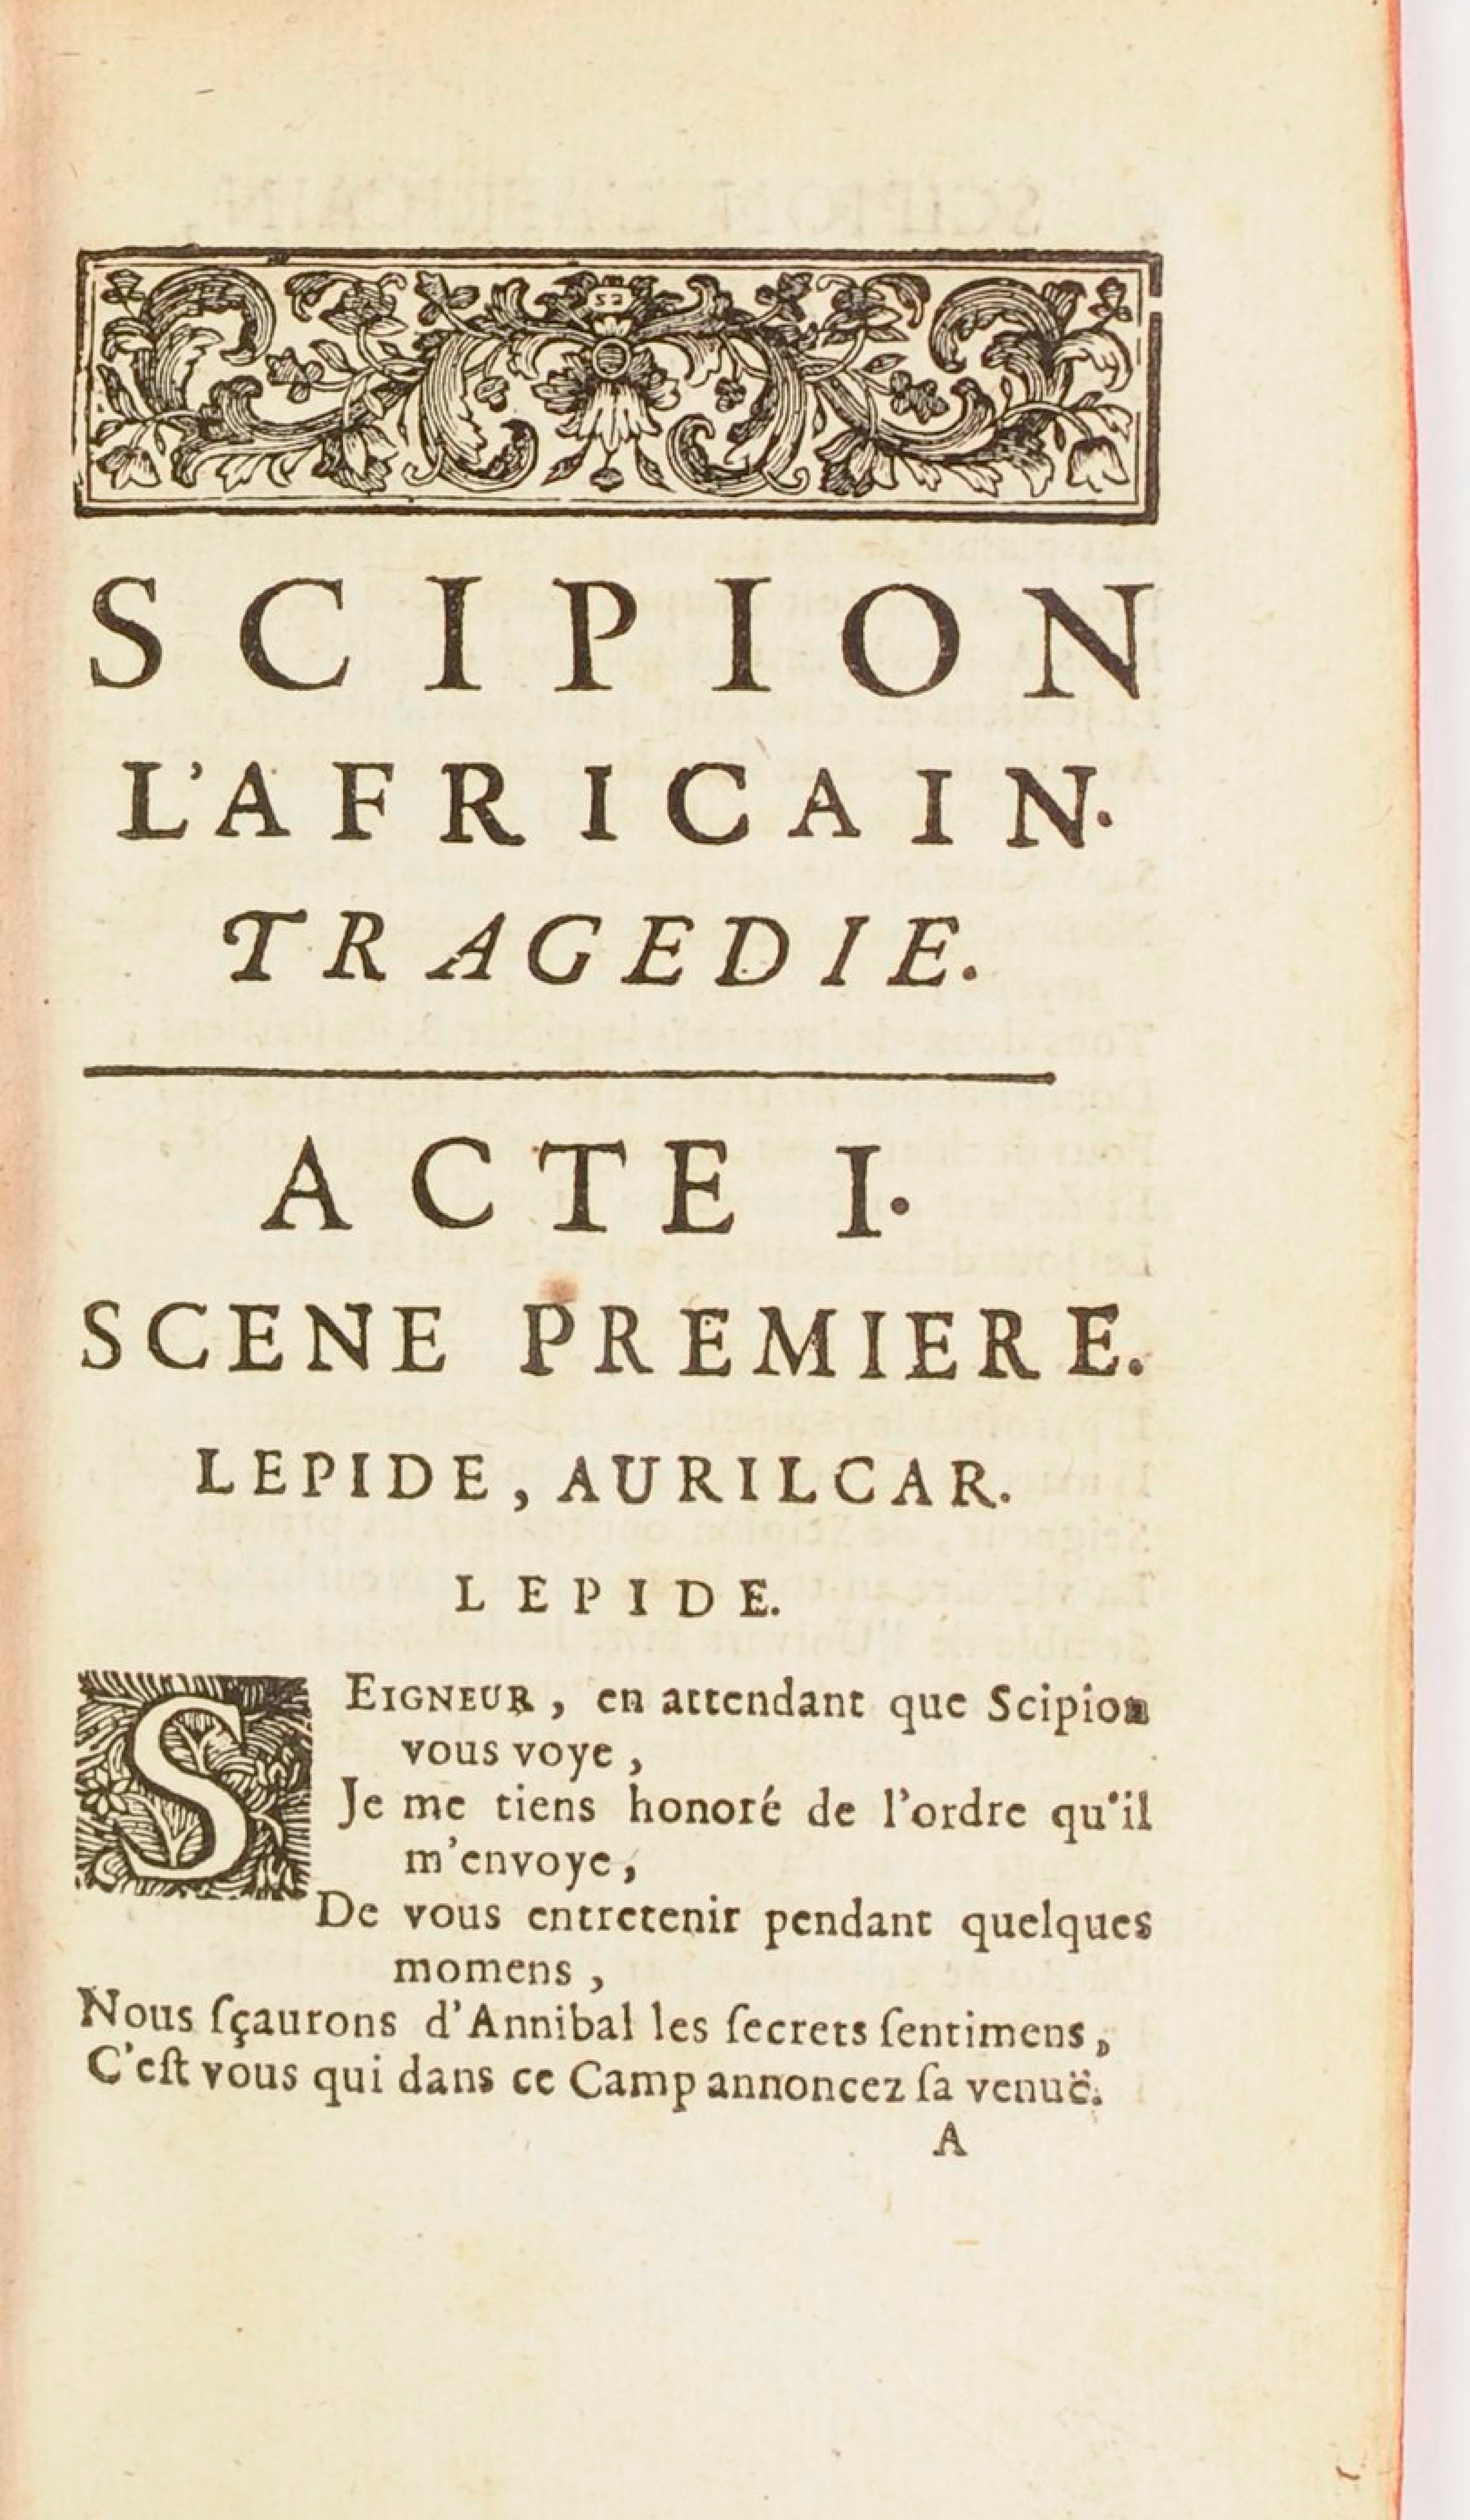 SCIPION
L'AFRICAIN.
TRAGEDIE.
ACTE I.
SCENE PREMIERE.
LEPIDE, AURILCAR.
LEPIDE.
SEIGNEUR, en attendant que Scipion
vous voye,
Je me tiens honoré de l'ordre qu'il
m'envoye,
De vous entretenir pendant quelques
momens,
Nous ſçaurons d'Annibal les ſecrets ſentimens,
C'eſt vous qui dans ce Camp annoncez ſa venuë.
A